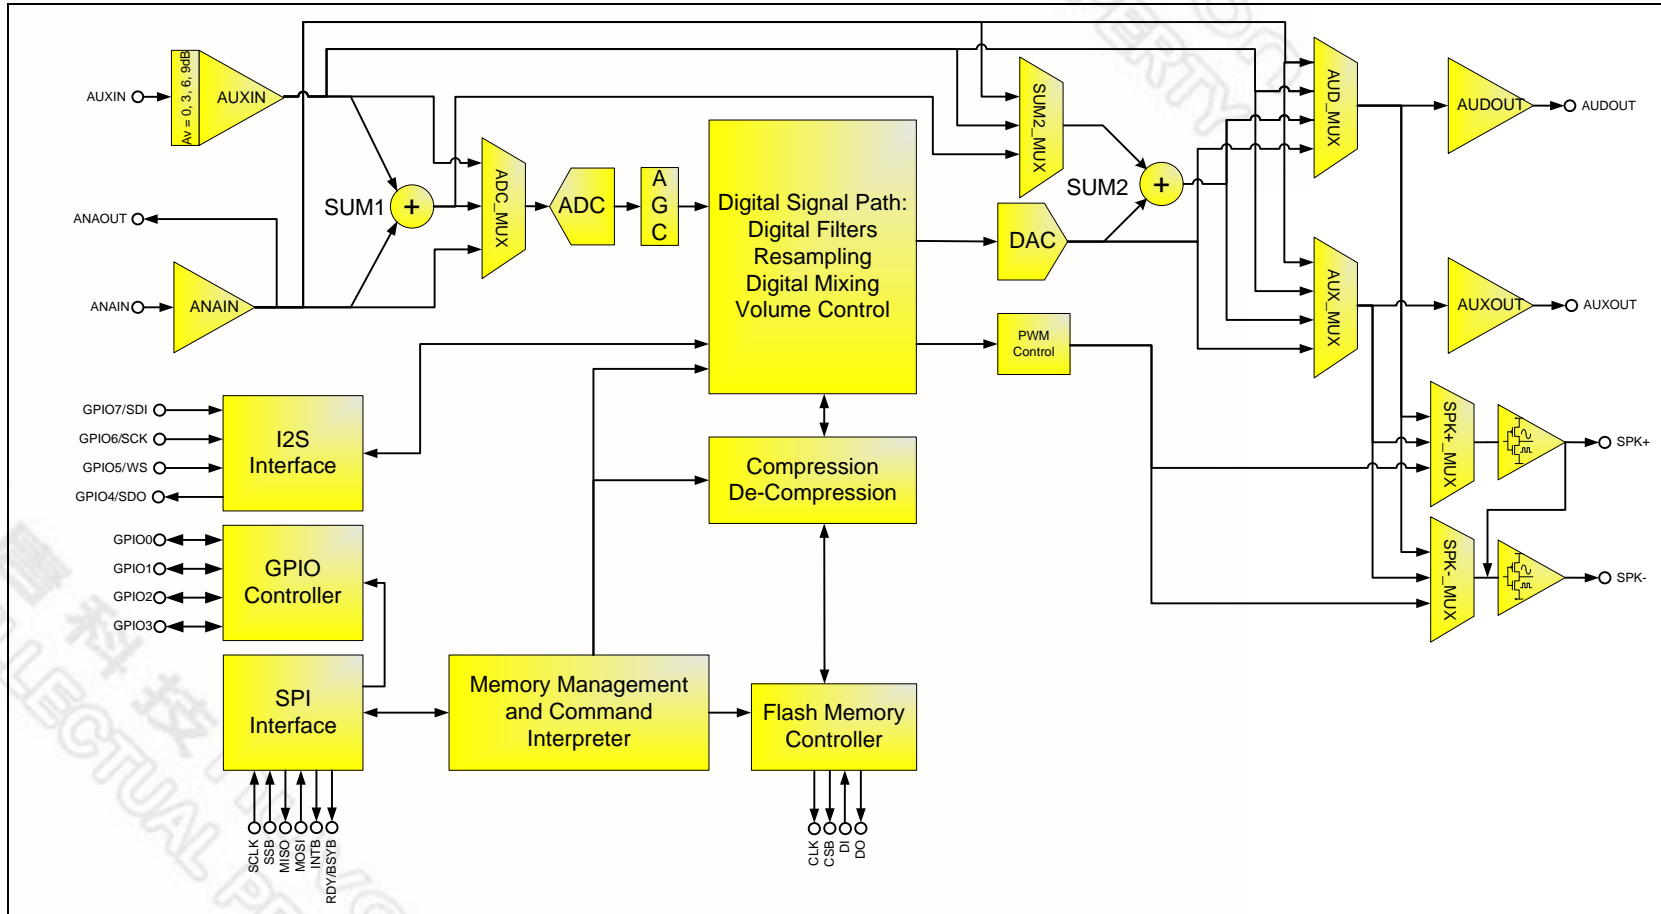 AUXIN
Av = 0, 3, 6, 9dB
AUXIN
ANAOUT
ANAIN
ANAIN
SUM1
+
ADC_MUX
ADC
A
G
C
Digital Signal Path:
Digital Filters
Resampling
Digital Mixing
Volume Control
SUM2_MUX
SUM2
+
DAC
PWM
Control
AUD_MUX
AUX_MUX
AUDOUT
AUDOUT
AUXOUT
AUXOUT
SPK+_MUX
SPK+
SPK-_MUX
SPK-
GPIO7/SDI
GPIO6/SCK
GPIO5/WS
GPIO4/SDO
I2S
Interface
GPIO0
GPIO1
GPIO2
GPIO3
GPIO
Controller
SPI
Interface
SCLK
SSB
MISO
MOSI
INTB
RDY/BSYB
Memory Management
and Command
Interpreter
Compression
De-Compression
Flash Memory
Controller
CLK
CSB
DI
DO
科技